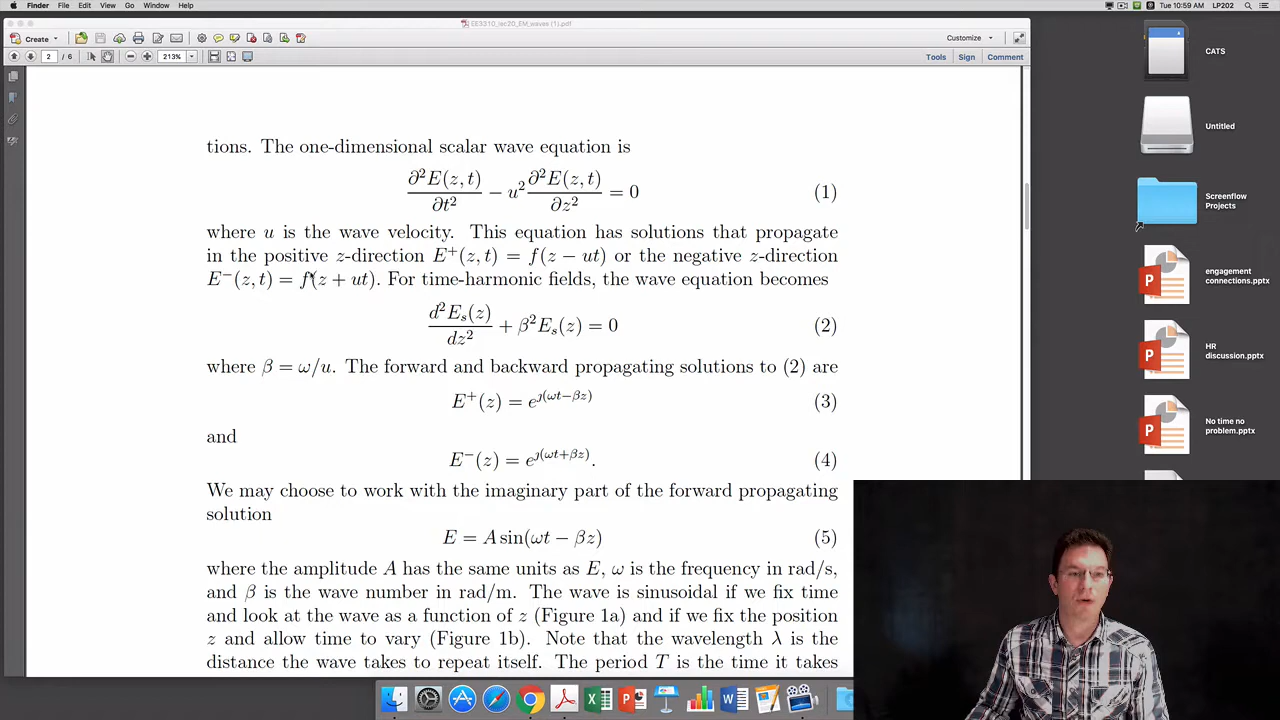 Finder File Edit View Go Window Help
Tue 10:59 AM LP202
EE3310_lec20_EM_waves (1).pdf
Create Customize
2 / 6 213% Tools Sign Comment
tions. The one-dimensional scalar wave equation is
∂²E(z, t)/∂t² − u² ∂²E(z, t)/∂z² = 0 (1)
where u is the wave velocity. This equation has solutions that propagate
in the positive z-direction E⁺(z, t) = f(z − ut) or the negative z-direction
E⁻(z, t) = f(z + ut). For time-harmonic fields, the wave equation becomes
d²Eₛ(z)/dz² + β²Eₛ(z) = 0 (2)
where β = ω/u. The forward and backward propagating solutions to (2) are
E⁺(z) = e^{ȷ(ωt−βz)} (3)
and
E⁻(z) = e^{ȷ(ωt+βz)}. (4)
We may choose to work with the imaginary part of the forward propagating
solution
E = A sin(ωt − βz) (5)
where the amplitude A has the same units as E, ω is the frequency in rad/s,
and β is the wave number in rad/m. The wave is sinusoidal if we fix time
and look at the wave as a function of z (Figure 1a) and if we fix the position
z and allow time to vary (Figure 1b). Note that the wavelength λ is the
distance the wave takes to repeat itself. The period T is the time it takes
CATS
Untitled
Screenflow
Projects
engagement
connections.pptx
HR
discussion.pptx
No time no
problem.pptx